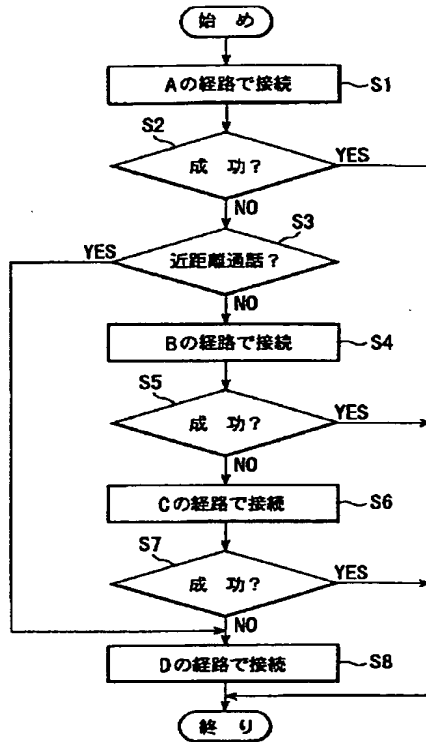 始 め
Aの経路で接続
S1
S2
成 功？
YES
NO
S3
YES
近距離通話？
NO
Bの経路で接続
S4
S5
成 功？
YES
NO
Cの経路で接続
S6
S7
成 功？
YES
NO
Dの経路で接続
S8
終 り